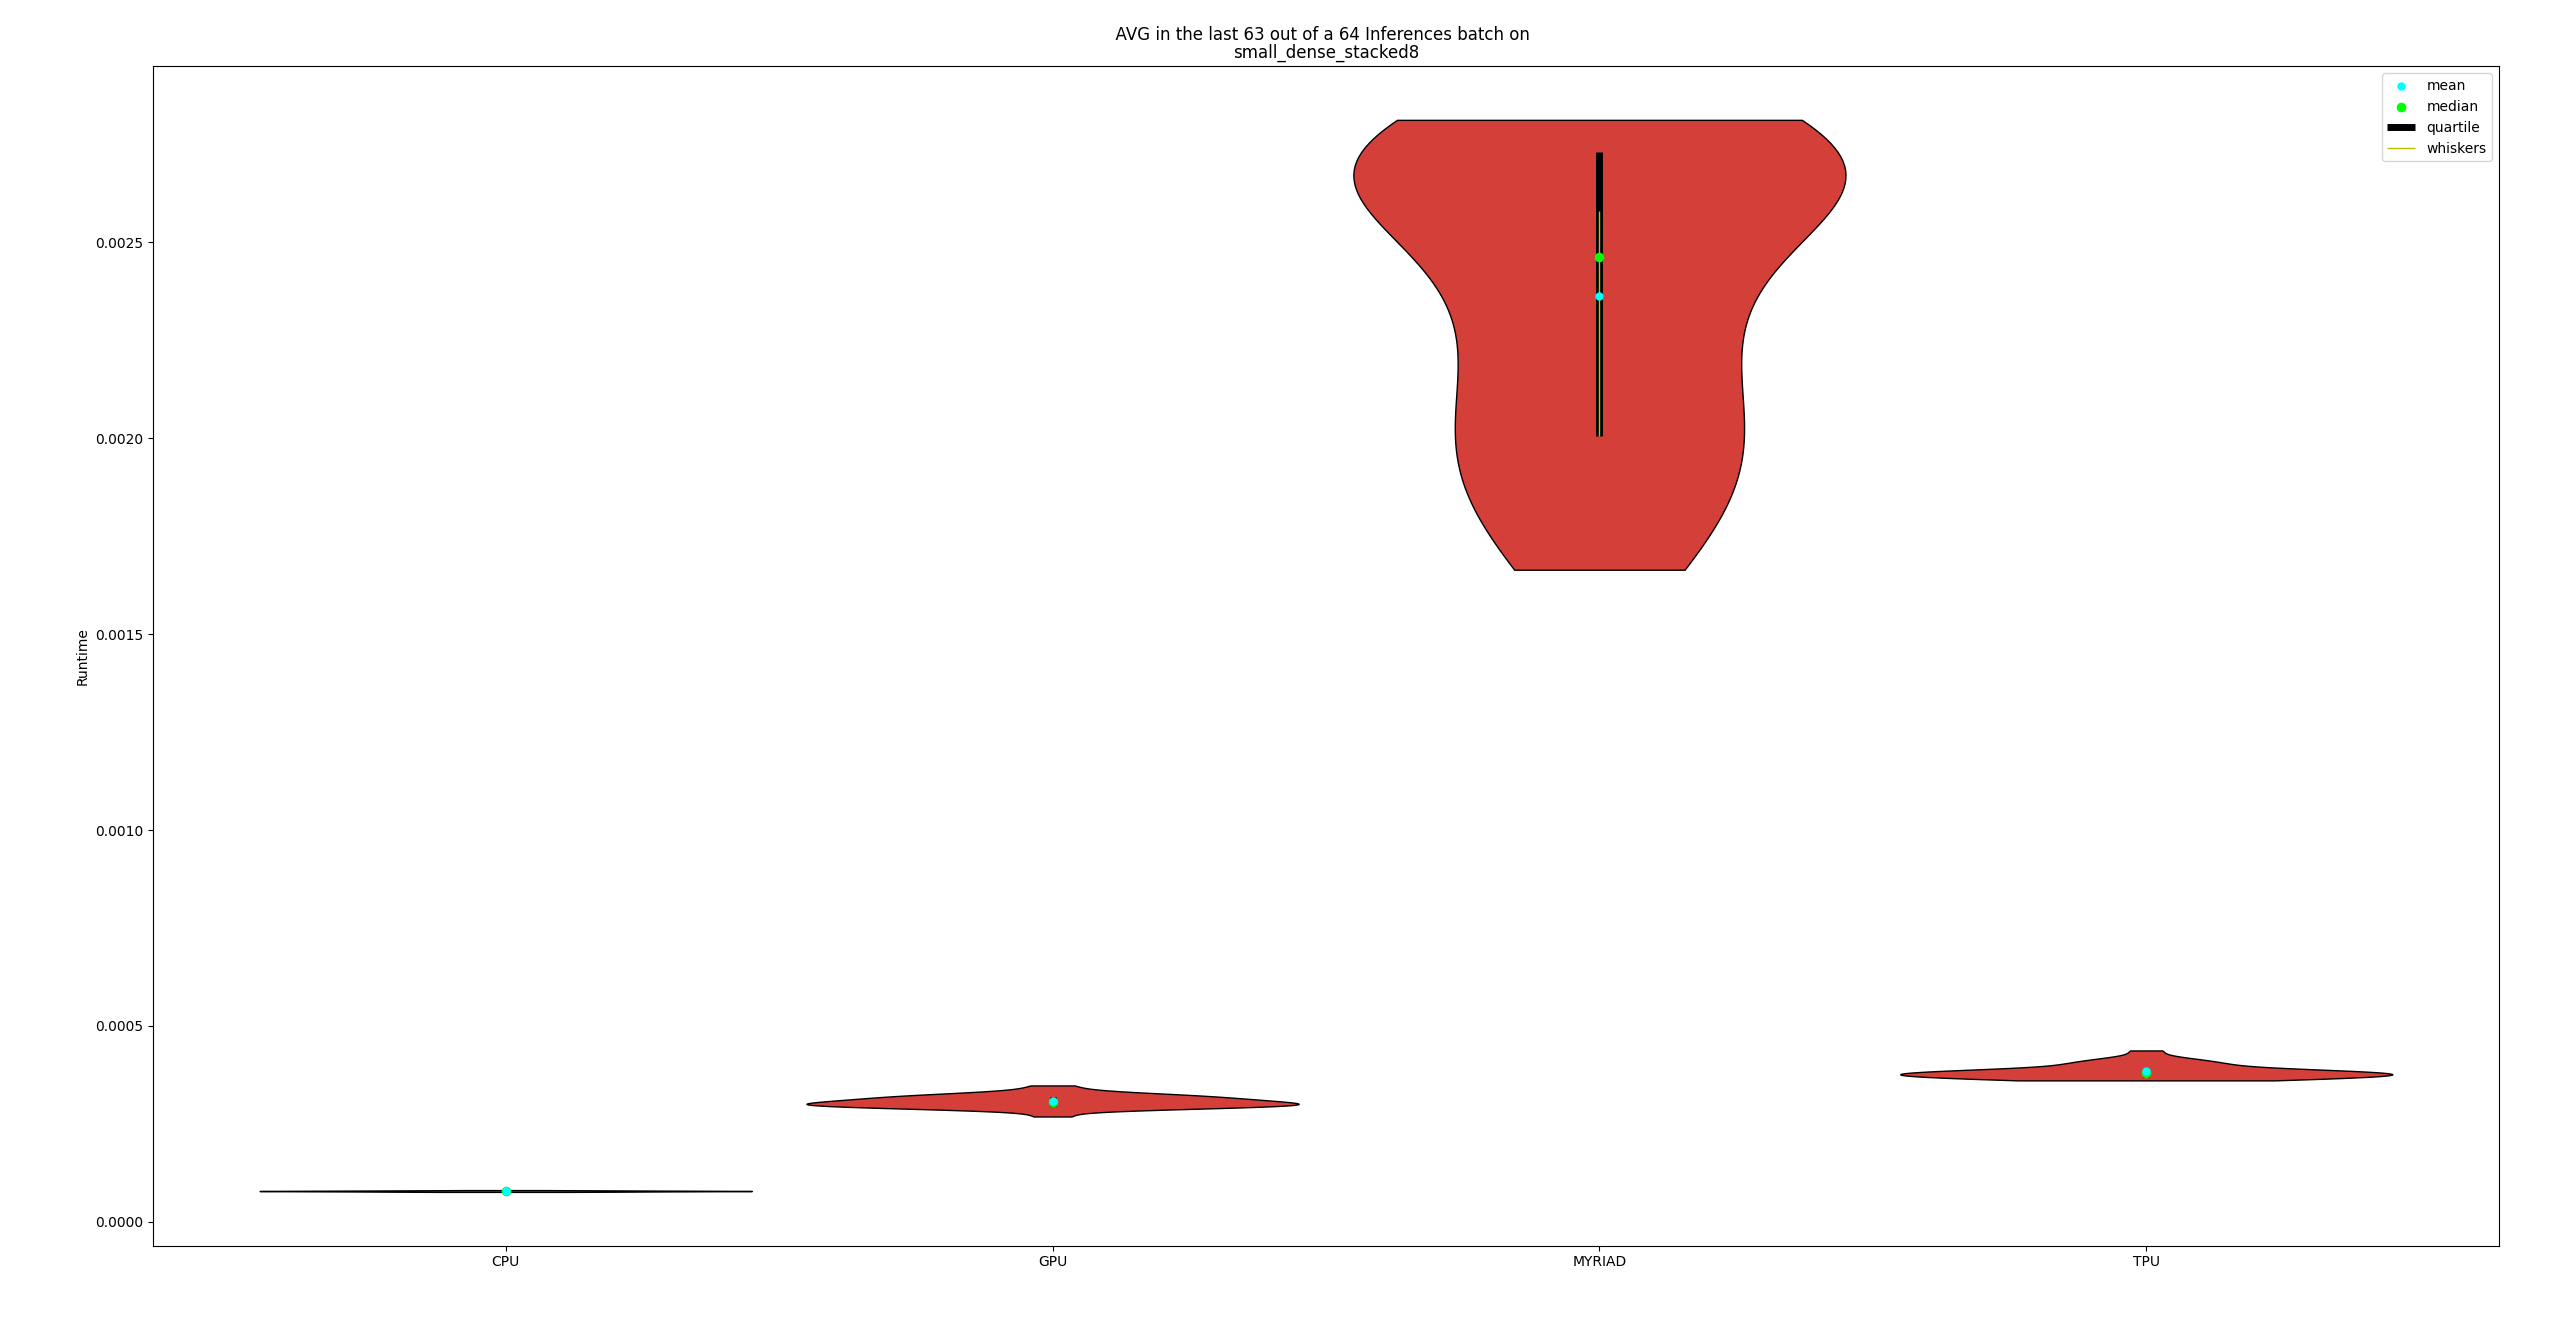 AVG in the last 63 out of a 64 Inferences batch on
small_dense_stacked8
mean
median
quartile
whiskers
Runtime
0.0025
0.0020
0.0015
0.0010
0.0005
0.0000
CPU
GPU
MYRIAD
TPU